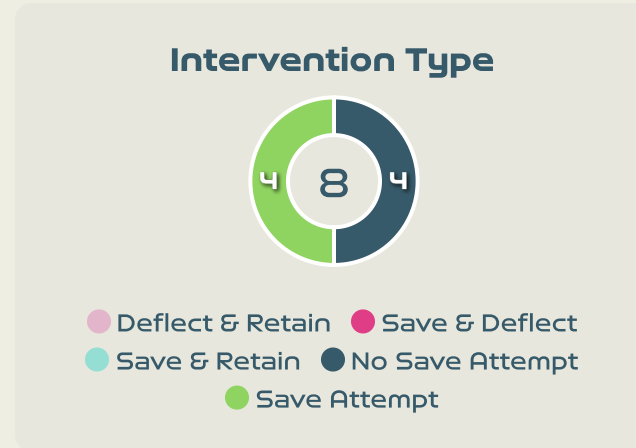 Intervention Type
4 8 4
Deflect & Retain Save & Deflect
Save & Retain No Save Attempt
Save Attempt